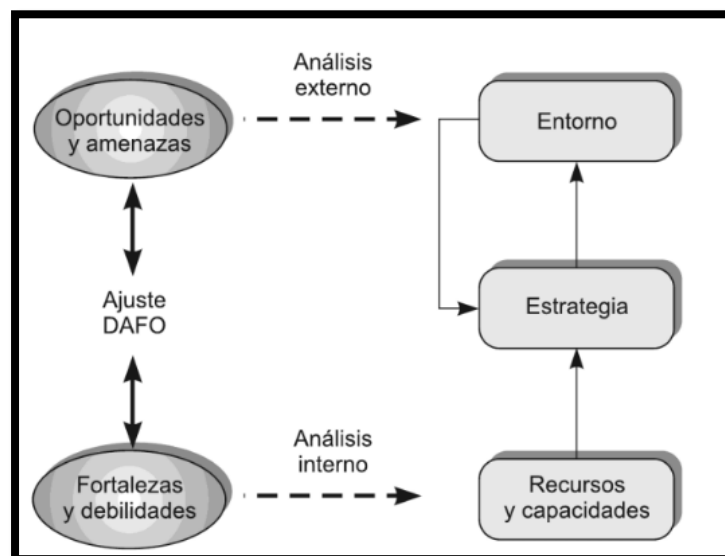 Análisis
externo
Oportunidades
y amenazas
Entorno
Ajuste
DAFO
Estrategia
Análisis
interno
Fortalezas
y debilidades
Recursos
y capacidades